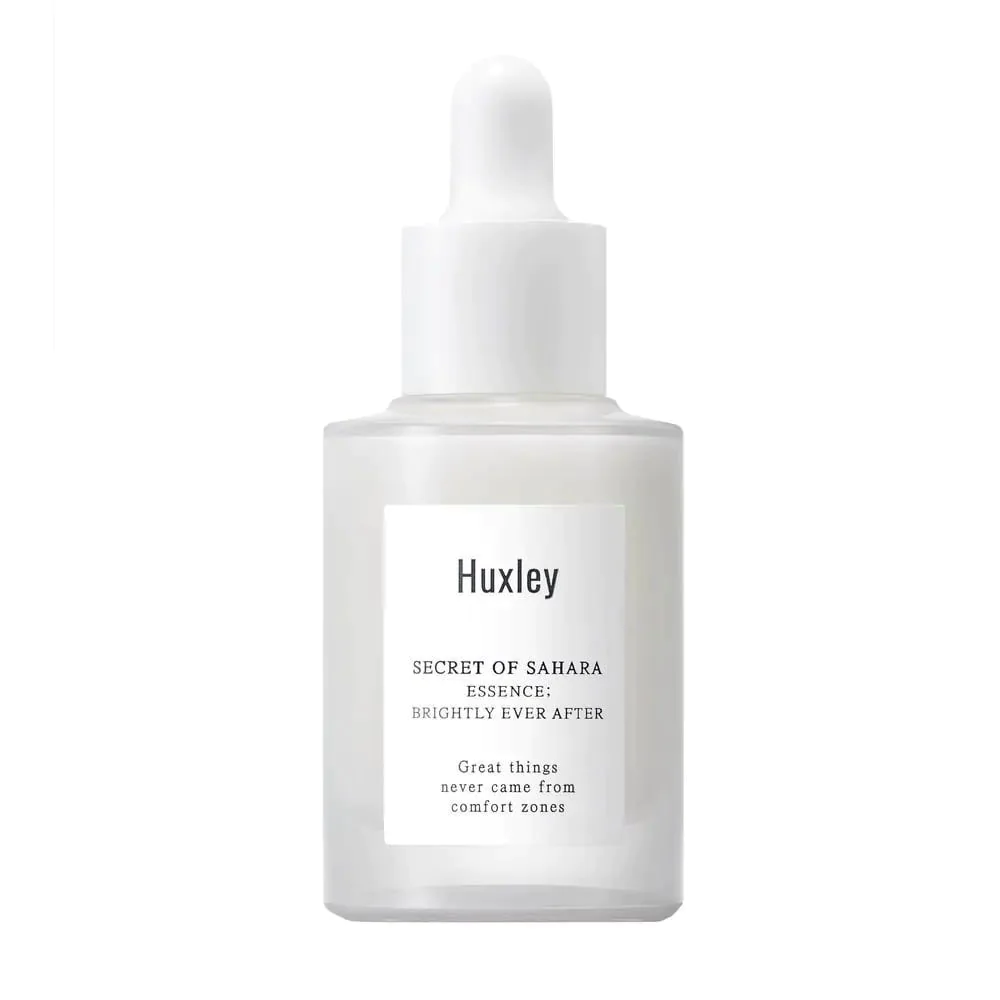 Huxley
SECRET OF SAHARA
ESSENCE;
BRIGHTLY EVER AFTER
Great things
never came from
comfort zones